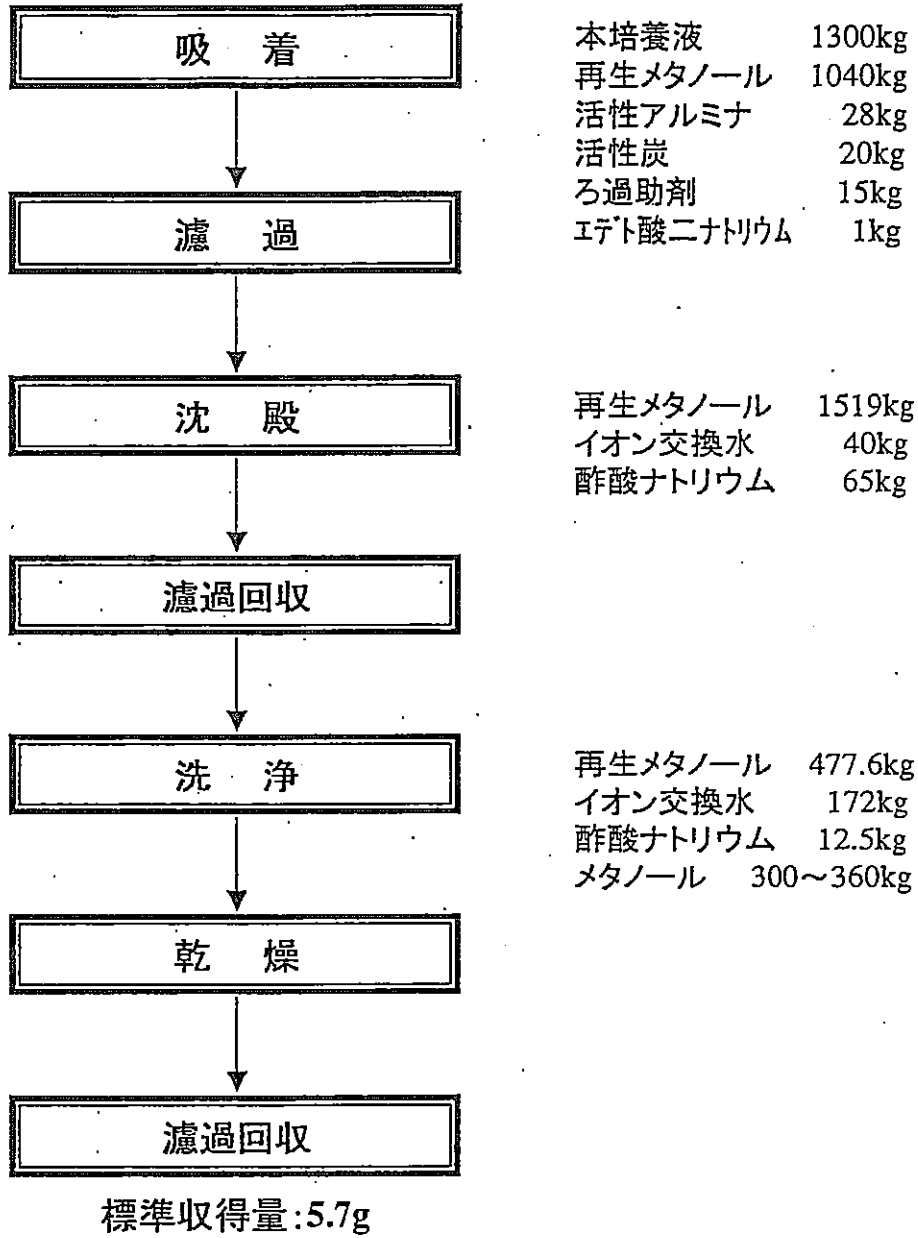 吸 着
本培養液 1300kg
再生メタノール 1040kg
活性アルミナ 28kg
活性炭 20kg
ろ過助剤 15kg
エデト酸二ナトリウム 1kg
濾 過
沈 殿
再生メタノール 1519kg
イオン交換水 40kg
酢酸ナトリウム 65kg
濾過回収
洗 浄
再生メタノール 477.6kg
イオン交換水 172kg
酢酸ナトリウム 12.5kg
メタノール 300～360kg
乾 燥
濾過回収
標準収得量:5.7g